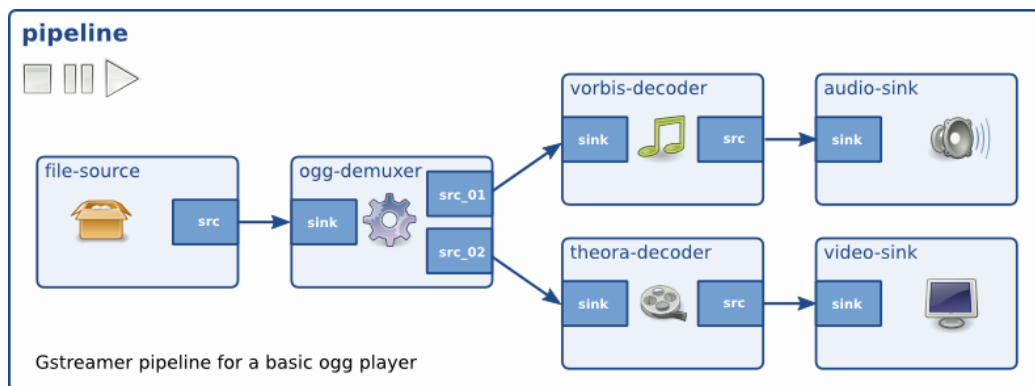 pipeline
file-source
src
ogg-demuxer
sink
src_01
src_02
vorbis-decoder
sink
src
audio-sink
sink
theora-decoder
sink
src
video-sink
sink
Gstreamer pipeline for a basic ogg player